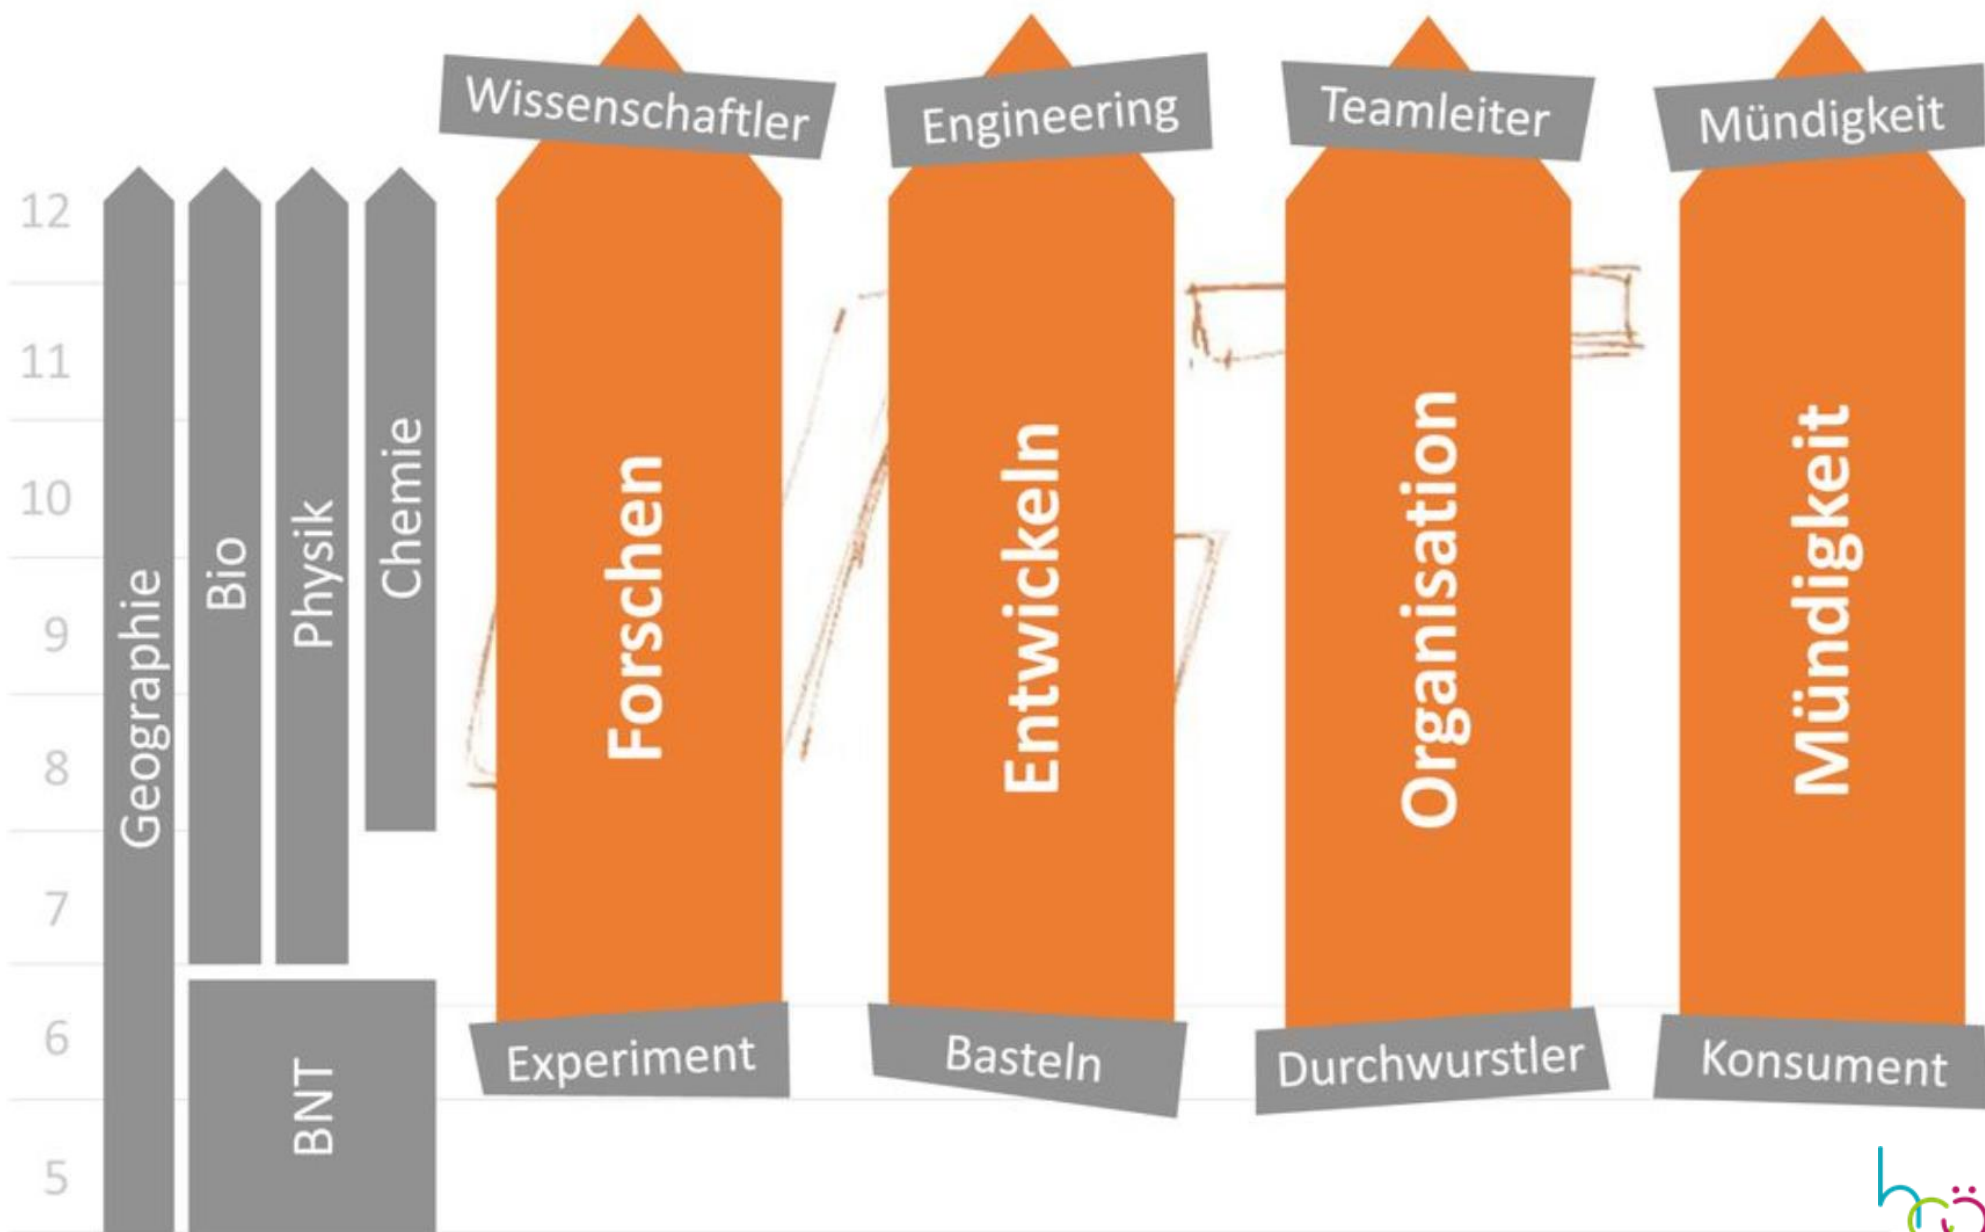 Wissenschaftler
Engineering
Teamleiter
Mündigkeit
12
11
10
9
8
7
6
5
Geographie
Bio
Physik
Chemie
BNT
Forschen
Entwickeln
Organisation
Mündigkeit
Experiment
Basteln
Durchwurstler
Konsument